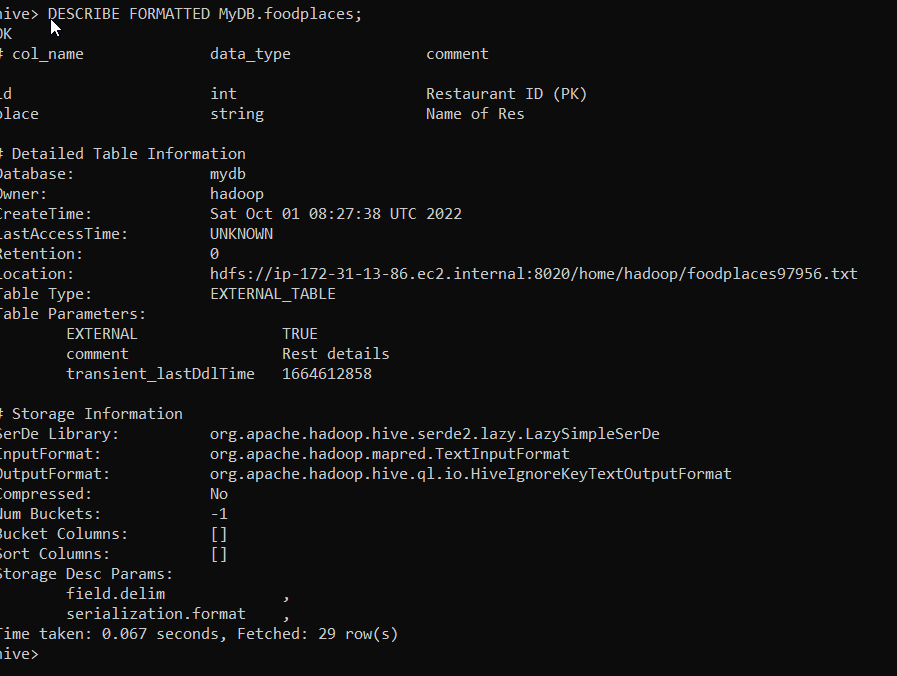 hive> DESCRIBE FORMATTED MyDB.foodplaces;
OK
# col_name data_type comment
id int Restaurant ID (PK)
place string Name of Res
# Detailed Table Information
Database: mydb
Owner: hadoop
CreateTime: Sat Oct 01 08:27:38 UTC 2022
LastAccessTime: UNKNOWN
Retention: 0
Location: hdfs://ip-172-31-13-86.ec2.internal:8020/home/hadoop/foodplaces97956.txt
Table Type: EXTERNAL_TABLE
Table Parameters:
EXTERNAL TRUE
comment Rest details
transient_lastDdlTime 1664612858
# Storage Information
SerDe Library: org.apache.hadoop.hive.serde2.lazy.LazySimpleSerDe
InputFormat: org.apache.hadoop.mapred.TextInputFormat
OutputFormat: org.apache.hadoop.hive.ql.io.HiveIgnoreKeyTextOutputFormat
Compressed: No
Num Buckets: -1
Bucket Columns: []
Sort Columns: []
Storage Desc Params:
field.delim ,
serialization.format ,
Time taken: 0.067 seconds, Fetched: 29 row(s)
hive>